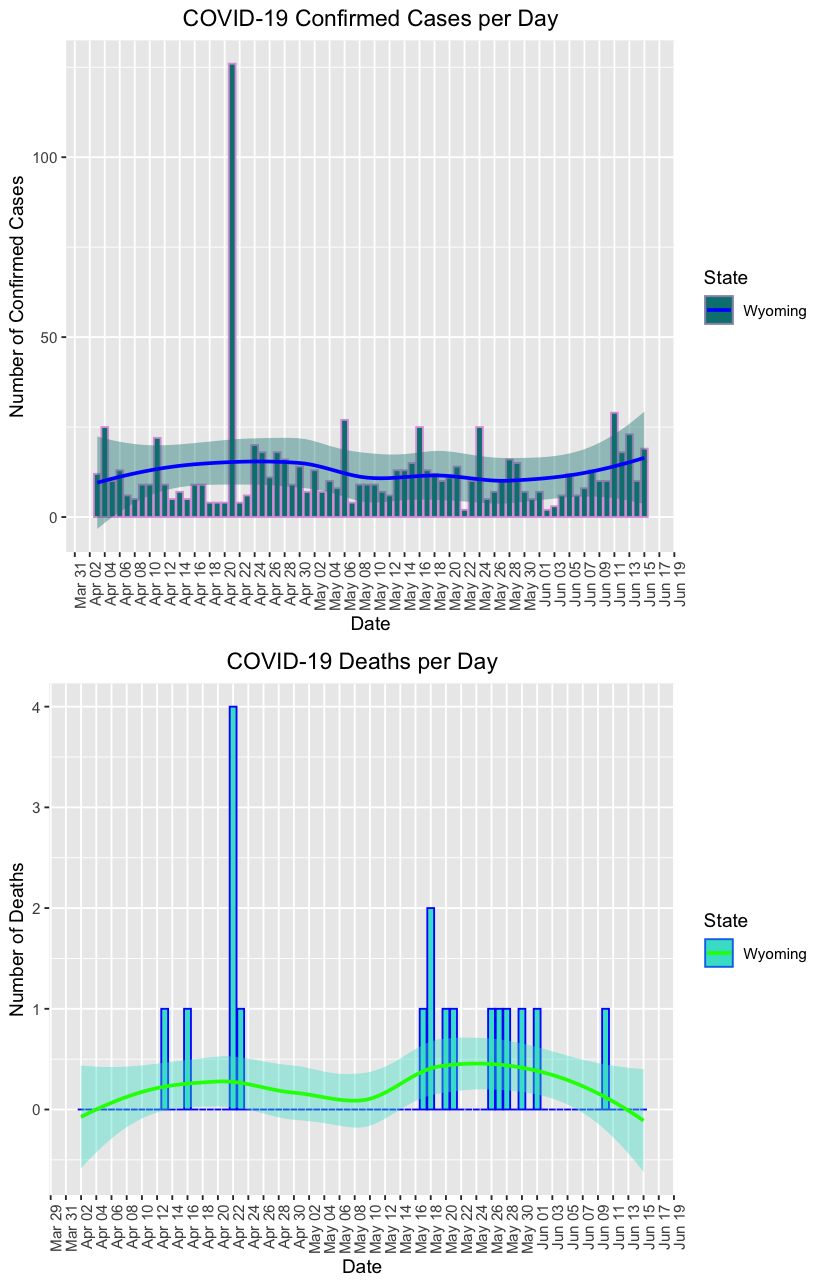 COVID-19 Confirmed Cases per Day
Number of Confirmed Cases
100
50
0
Mar 31
Apr 02
Apr 04
Apr 06
Apr 08
Apr 10
Apr 12
Apr 14
Apr 16
Apr 18
Apr 20
Apr 22
Apr 24
Apr 26
Apr 28
Apr 30
May 02
May 04
May 06
May 08
May 10
May 12
May 14
May 16
May 18
May 20
May 22
May 24
May 26
May 28
May 30
Jun 01
Jun 03
Jun 05
Jun 07
Jun 09
Jun 11
Jun 13
Jun 15
Jun 17
Jun 19
Date
State
Wyoming
COVID-19 Deaths per Day
Number of Deaths
4
3
2
1
0
Mar 29
Mar 31
Apr 02
Apr 04
Apr 06
Apr 08
Apr 10
Apr 12
Apr 14
Apr 16
Apr 18
Apr 20
Apr 22
Apr 24
Apr 26
Apr 28
Apr 30
May 02
May 04
May 06
May 08
May 10
May 12
May 14
May 16
May 18
May 20
May 22
May 24
May 26
May 28
May 30
Jun 01
Jun 03
Jun 05
Jun 07
Jun 09
Jun 11
Jun 13
Jun 15
Jun 17
Jun 19
Date
State
Wyoming